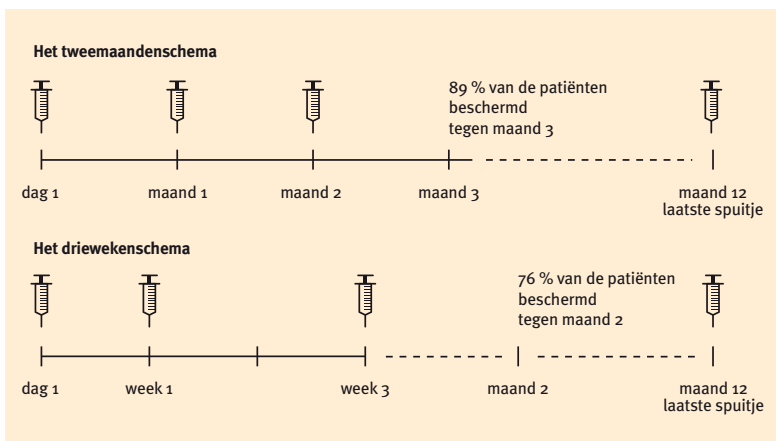 Het tweemaandenschema
89 % van de patiënten
beschermd
tegen maand 3
dag 1
maand 1
maand 2
maand 3
maand 12
laatste spuitje
Het driewekenschema
76 % van de patiënten
beschermd
tegen maand 2
dag 1
week 1
week 3
maand 2
maand 12
laatste spuitje